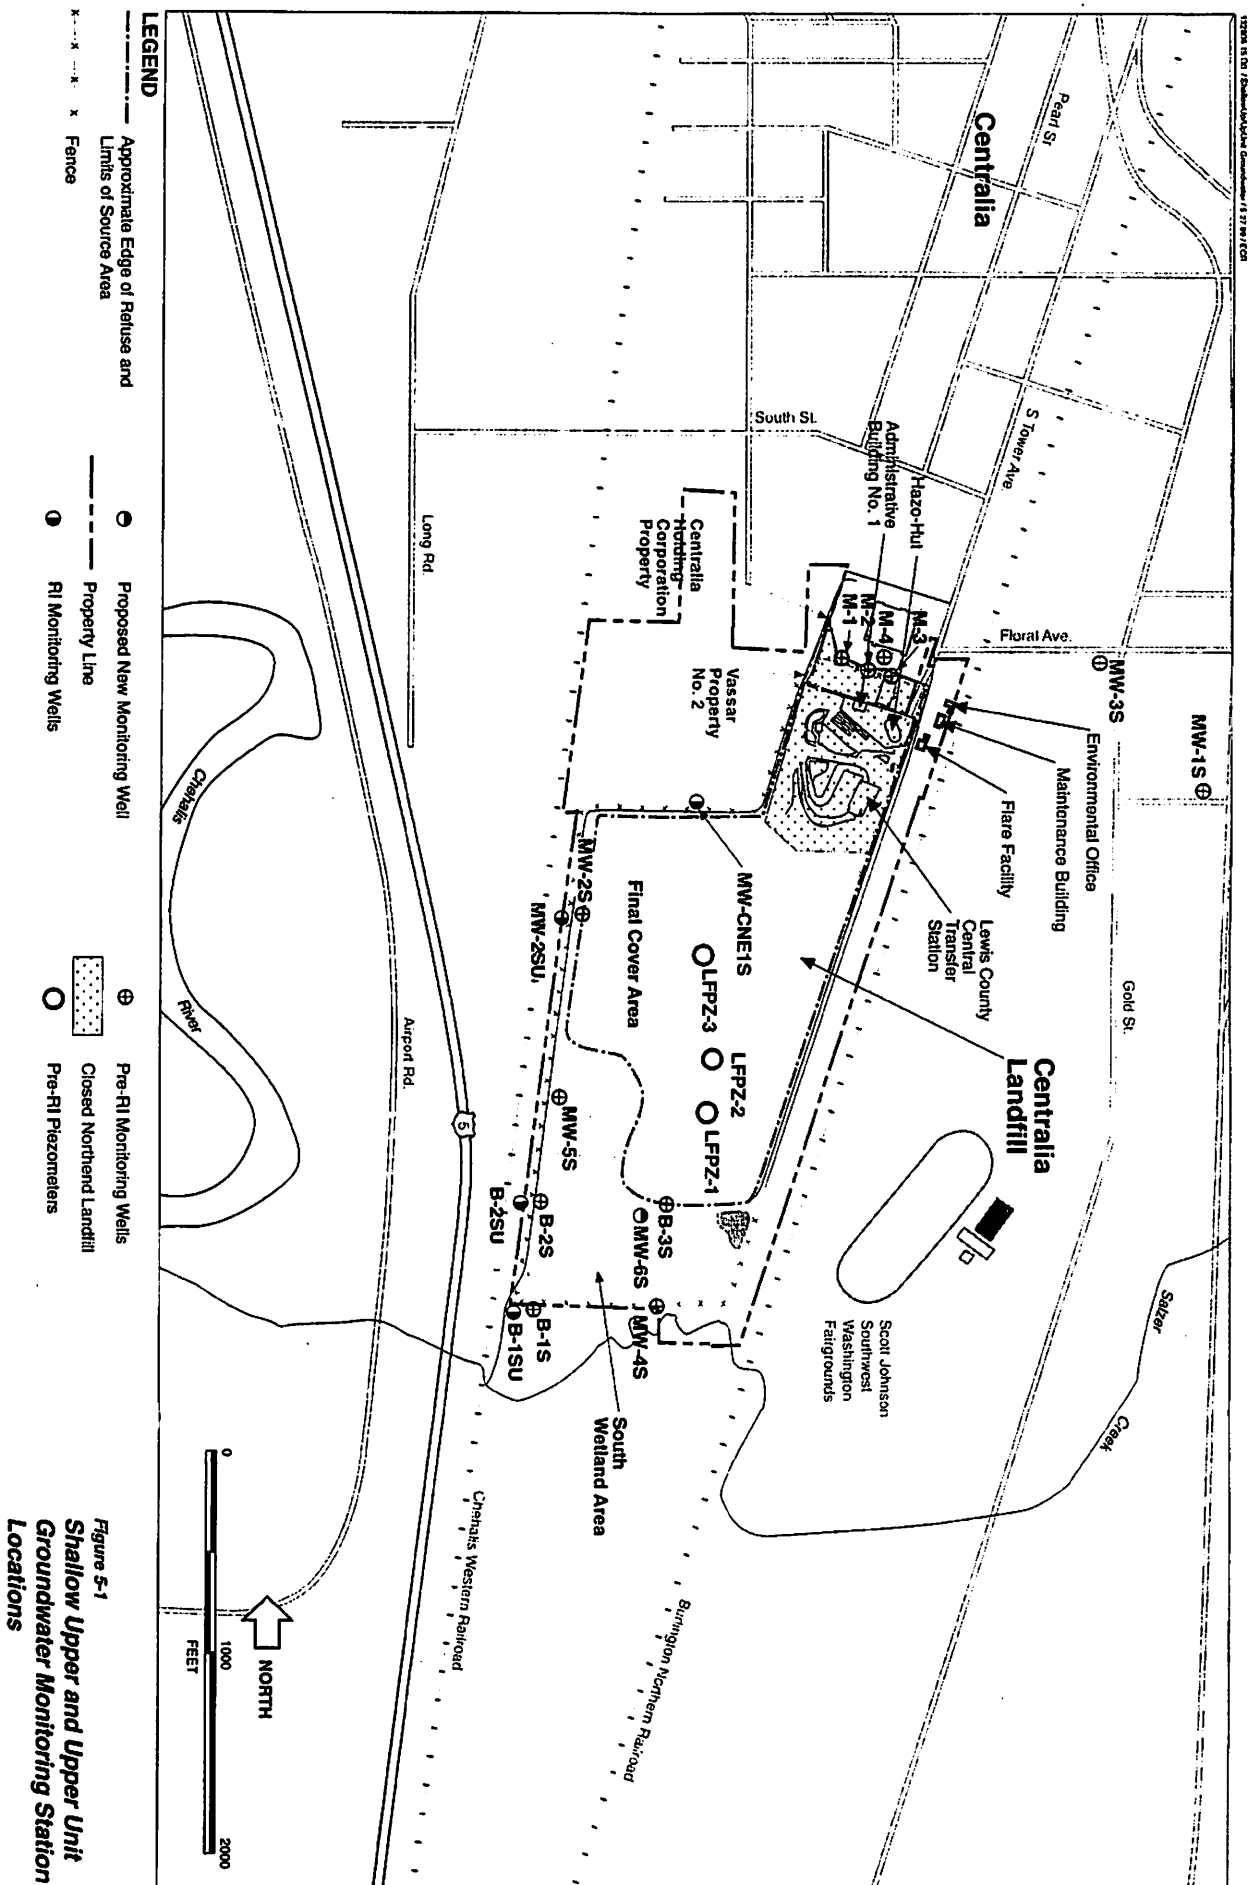 Centralia
Pearl St
S Tower Ave
South St.
Administrative
Building No. 1
Hazo-Hut
M-1
M-2
M-4
M-3
Floral Ave.
MW-3S
MW-1S
Environmental Office
Maintenance Building
Flare Facility
Lewis County
Central
Transfer
Station
Gold St.
Centralia
Landfill
Centralia
Holding
Corporation
Property
Vassar
Property
No. 2
Long Rd.
MW-CNE1S
MW-2S
MW-2SU
Final Cover Area
LFPZ-3
LFPZ-2
LFPZ-1
MW-5S
B-3S
MW-6S
B-2S
B-2SU
B-1S
B-1SU
MW-4S
South
Wetland Area
Scott Johnson
Southwest
Washington
Fairgrounds
Salzer
Creek
Chehalis
River
Airport Rd.
5
Chehalis Western Railroad
Burlington Northern Railroad
NORTH
0
1000
2000
FEET
LEGEND
Approximate Edge of Refuse and
Limits of Source Area
x x x x Fence
Proposed New Monitoring Well
Property Line
RI Monitoring Wells
Pre-RI Monitoring Wells
Closed Northend Landfill
Pre-RI Piezometers
Figure 5-1
Shallow Upper and Upper Unit
Groundwater Monitoring Station
Locations